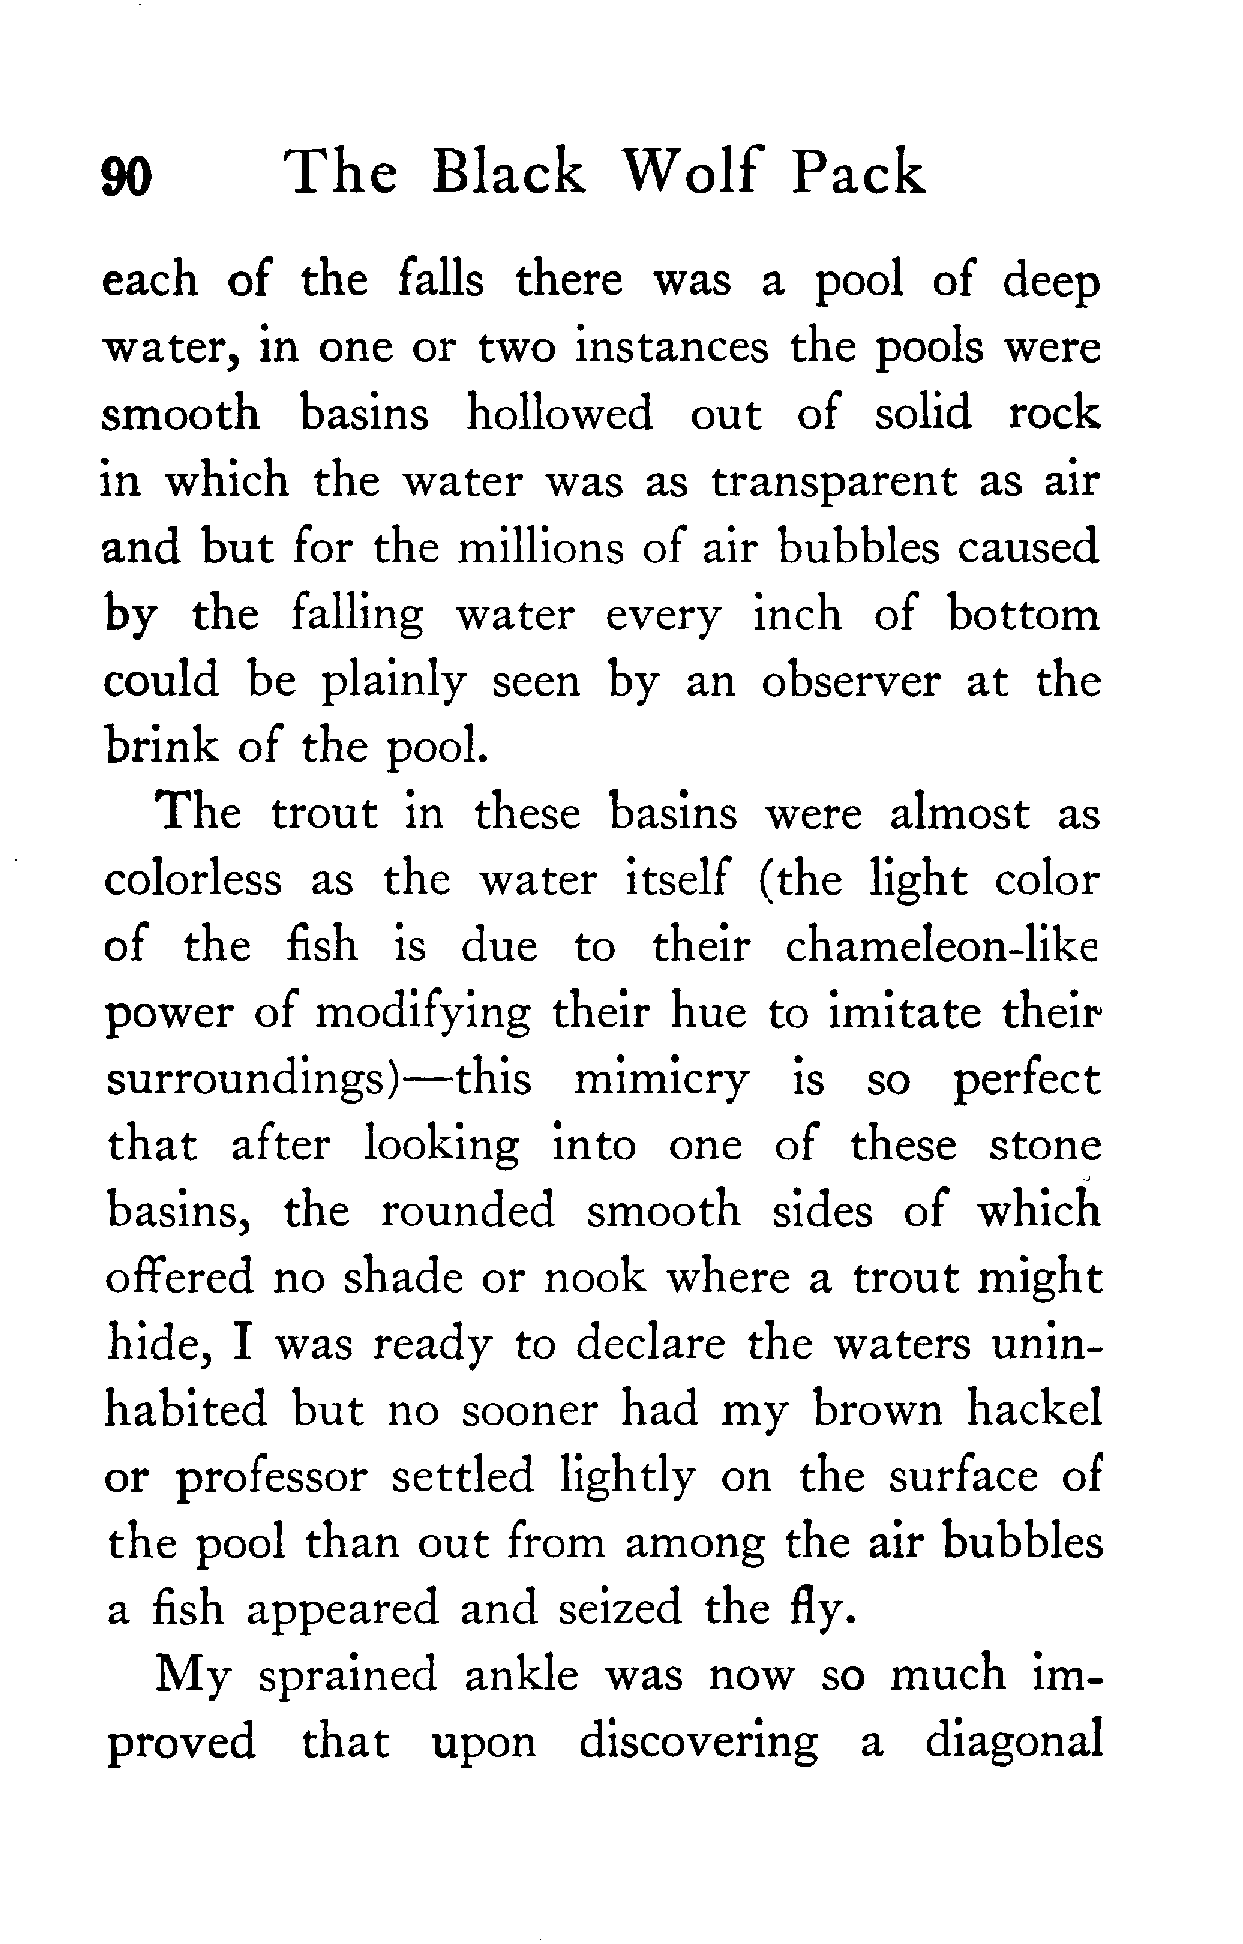 90 The Black Wolf Pack
each of the falls there was a pool of deep
water, in one or two instances the pools were
smooth basins hollowed out of solid rock
in which the water was as transparent as air
and but for the millions of air bubbles caused
by the falling water every inch of bottom
could be plainly seen by an observer at the
brink of the pool.
The trout in these basins were almost as
colorless as the water itself (the light color
of the fish is due to their chameleon-like
power of modifying their hue to imitate their
surroundings)—this mimicry is so perfect
that after looking into one of these stone
basins, the rounded smooth sides of which
offered no shade or nook where a trout might
hide, I was ready to declare the waters unin-
habited but no sooner had my brown hackel
or professor settled lightly on the surface of
the pool than out from among the air bubbles
a fish appeared and seized the fly.
My sprained ankle was now so much im-
proved that upon discovering a diagonal